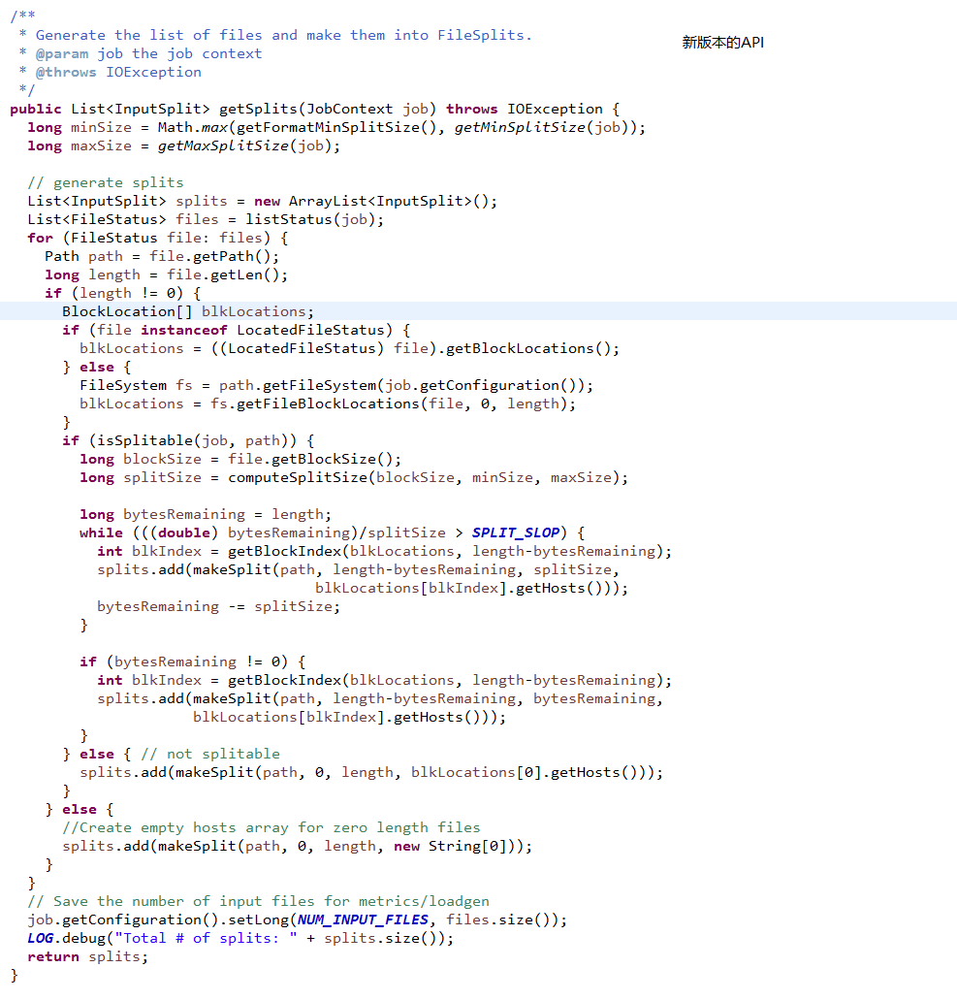 /**
 * Generate the list of files and make them into FileSplits.
新版本的API
 * @param job the job context
 * @throws IOException
 */
public List<InputSplit> getSplits(JobContext job) throws IOException {
  long minSize = Math.max(getFormatMinSplitSize(), getMinSplitSize(job));
  long maxSize = getMaxSplitSize(job);

  // generate splits
  List<InputSplit> splits = new ArrayList<InputSplit>();
  List<FileStatus> files = listStatus(job);
  for (FileStatus file: files) {
    Path path = file.getPath();
    long length = file.getLen();
    if (length != 0) {
      BlockLocation[] blkLocations;
      if (file instanceof LocatedFileStatus) {
        blkLocations = ((LocatedFileStatus) file).getBlockLocations();
      } else {
        FileSystem fs = path.getFileSystem(job.getConfiguration());
        blkLocations = fs.getFileBlockLocations(file, 0, length);
      }
      if (isSplitable(job, path)) {
        long blockSize = file.getBlockSize();
        long splitSize = computeSplitSize(blockSize, minSize, maxSize);

        long bytesRemaining = length;
        while (((double) bytesRemaining)/splitSize > SPLIT_SLOP) {
          int blkIndex = getBlockIndex(blkLocations, length-bytesRemaining);
          splits.add(makeSplit(path, length-bytesRemaining, splitSize,
                                   blkLocations[blkIndex].getHosts()));
          bytesRemaining -= splitSize;
        }

        if (bytesRemaining != 0) {
          int blkIndex = getBlockIndex(blkLocations, length-bytesRemaining);
          splits.add(makeSplit(path, length-bytesRemaining, bytesRemaining,
                     blkLocations[blkIndex].getHosts()));
        }
      } else { // not splitable
        splits.add(makeSplit(path, 0, length, blkLocations[0].getHosts()));
      }
    } else {
      //Create empty hosts array for zero length files
      splits.add(makeSplit(path, 0, length, new String[0]));
    }
  }
  // Save the number of input files for metrics/loadgen
  job.getConfiguration().setLong(NUM_INPUT_FILES, files.size());
  LOG.debug("Total # of splits: " + splits.size());
  return splits;
}